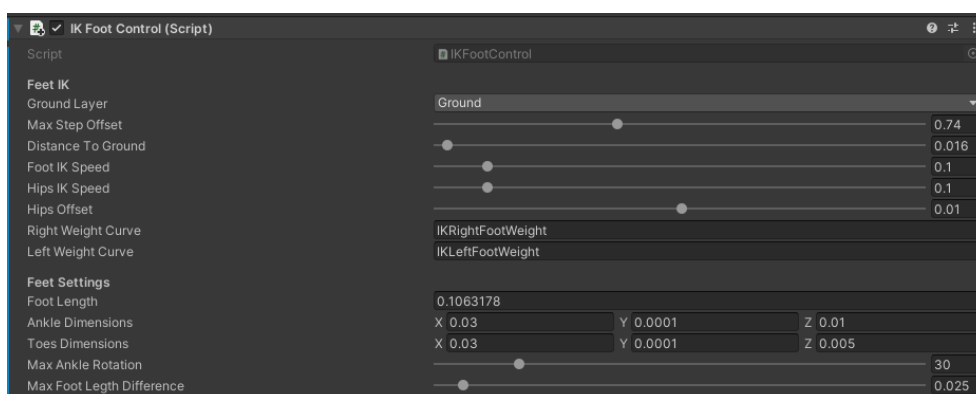 IK Foot Control (Script)
Script IKFootControl
Feet IK
Ground Layer Ground
Max Step Offset 0.74
Distance To Ground 0.016
Foot IK Speed 0.1
Hips IK Speed 0.1
Hips Offset 0.01
Right Weight Curve IKRightFootWeight
Left Weight Curve IKLeftFootWeight
Feet Settings
Foot Length 0.1063178
Ankle Dimensions X 0.03 Y 0.0001 Z 0.01
Toes Dimensions X 0.03 Y 0.0001 Z 0.005
Max Ankle Rotation 30
Max Foot Legth Difference 0.025